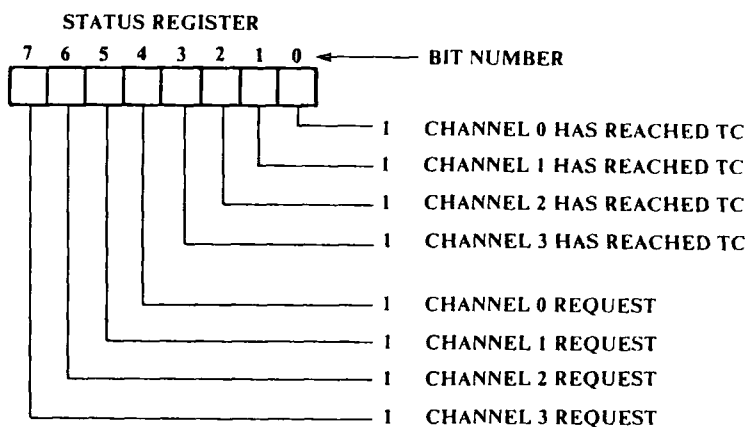 STATUS REGISTER
7 6 5 4 3 2 1 0 BIT NUMBER
1 CHANNEL 0 HAS REACHED TC
1 CHANNEL 1 HAS REACHED TC
1 CHANNEL 2 HAS REACHED TC
1 CHANNEL 3 HAS REACHED TC
1 CHANNEL 0 REQUEST
1 CHANNEL 1 REQUEST
1 CHANNEL 2 REQUEST
1 CHANNEL 3 REQUEST